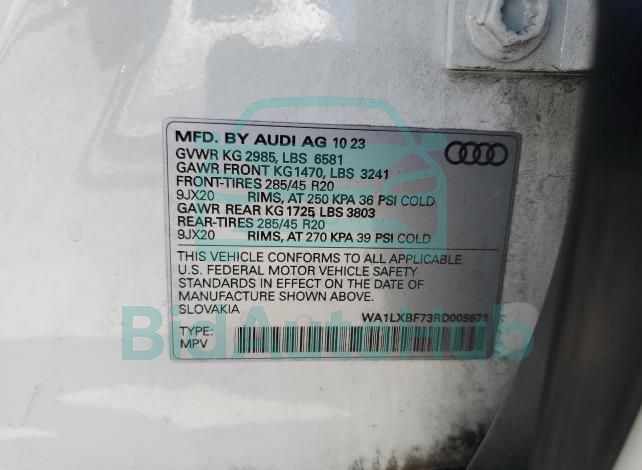 MFD. BY AUDI AG 10 23
GVWR KG 2985, LBS 6581
GAWR FRONT KG1470, LBS 3241
FRONT-TIRES 285/45 R20
9JX20 RIMS, AT 250 KPA 36 PSI COLD
GAWR REAR KG 1725, LBS 3803
REAR-TIRES 285/45 R20
9JX20 RIMS, AT 270 KPA 39 PSI COLD
THIS VEHICLE CONFORMS TO ALL APPLICABLE
U.S. FEDERAL MOTOR VEHICLE SAFETY
STANDARDS IN EFFECT ON THE DATE OF
MANUFACTURE SHOWN ABOVE.
SLOVAKIA WA1LXBF73RD005671
TYPE:
MPV
BidAutoHub